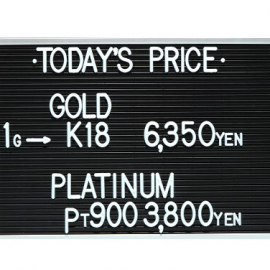 ·TODAY'S PRICE·
GOLD
1G→ K18 6,350YEN
PLATINUM
PT900 3,800YEN